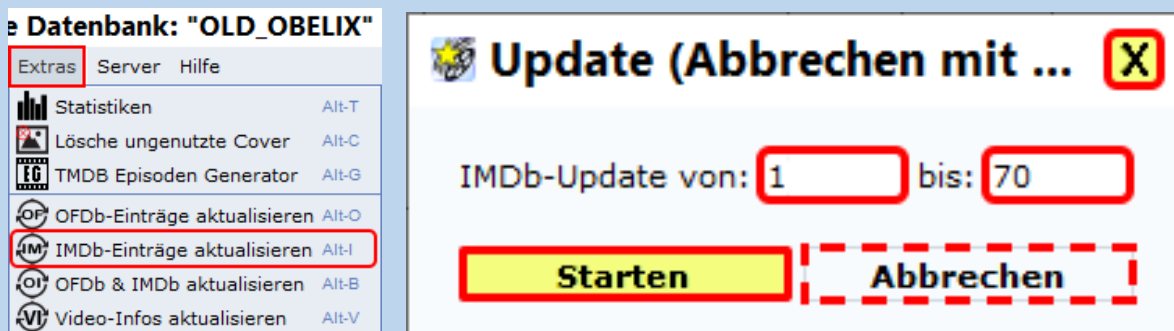 e Datenbank: "OLD_OBELIX"
Extras Server Hilfe
Statistiken Alt-T
Lösche ungenutzte Cover Alt-C
EG TMDB Episoden Generator Alt-G
OF OFDb-Einträge aktualisieren Alt-O
IM IMDb-Einträge aktualisieren Alt-I
OI OFDb & IMDb aktualisieren Alt-B
VI Video-Infos aktualisieren Alt-V
Update (Abbrechen mit ... X
IMDb-Update von: 1 bis: 70
Starten Abbrechen